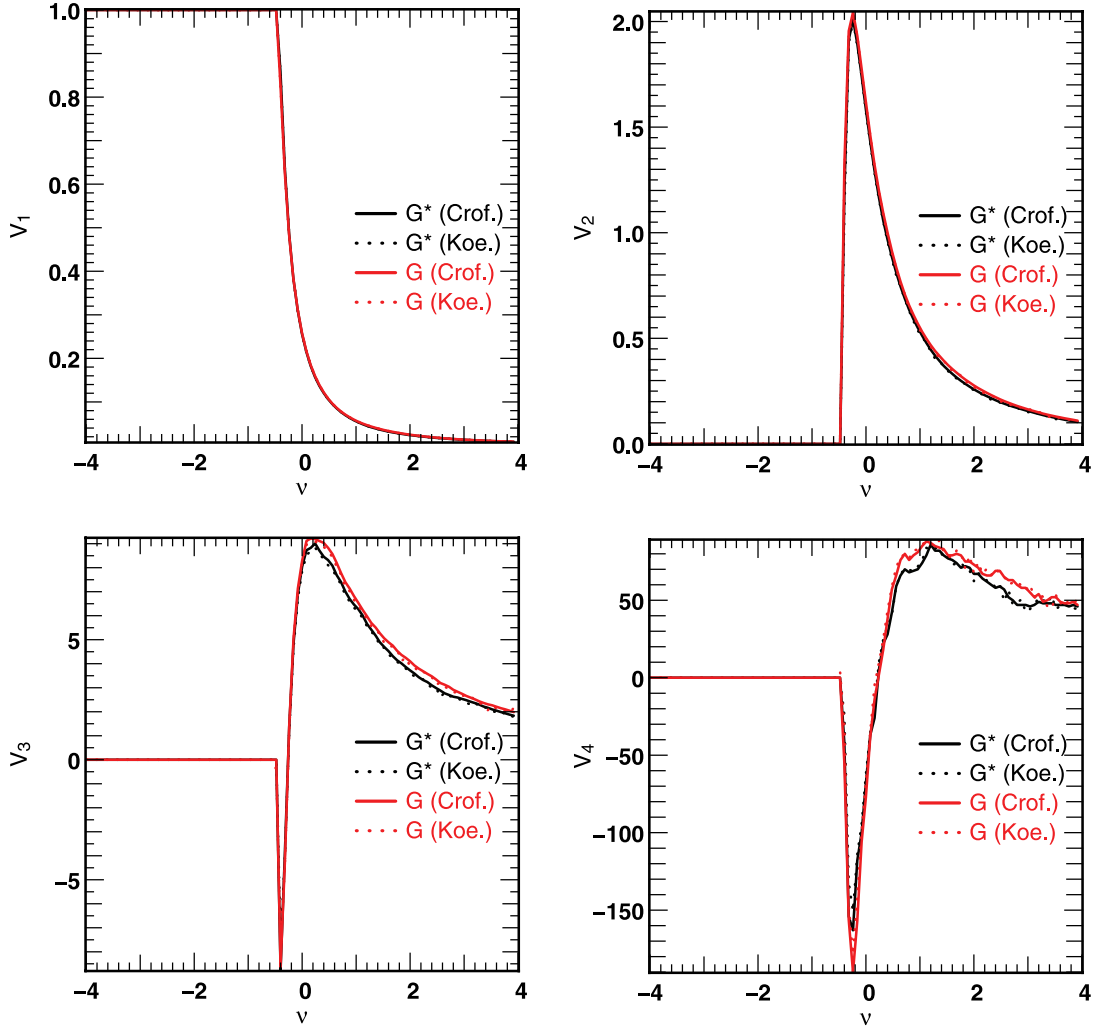 1.0
0.8
0.6
0.4
0.2
V1
G* (Crof.)
G* (Koe.)
G (Crof.)
G (Koe.)
−4 −2 0 2 4
ν
2.0
1.5
1.0
0.5
0.0
V2
G* (Crof.)
G* (Koe.)
G (Crof.)
G (Koe.)
−4 −2 0 2 4
ν
5
0
−5
V3
G* (Crof.)
G* (Koe.)
G (Crof.)
G (Koe.)
−4 −2 0 2 4
ν
50
0
−50
−100
−150
V4
G* (Crof.)
G* (Koe.)
G (Crof.)
G (Koe.)
−4 −2 0 2 4
ν